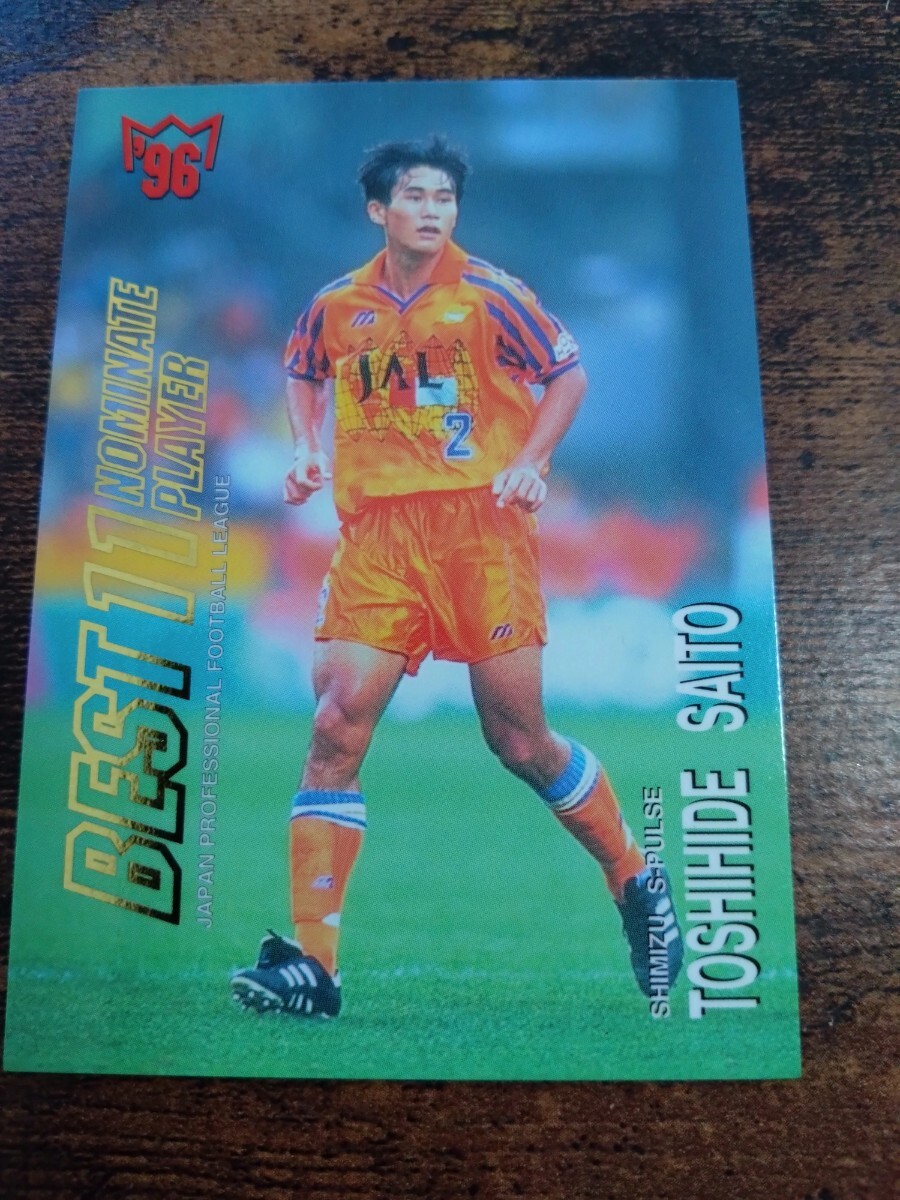 '96
BEST 11
NOMINATE
PLAYER
JAPAN PROFESSIONAL FOOTBALL LEAGUE
JAL
2
SHIMIZU S-PULSE
TOSHIHIDE SAITO